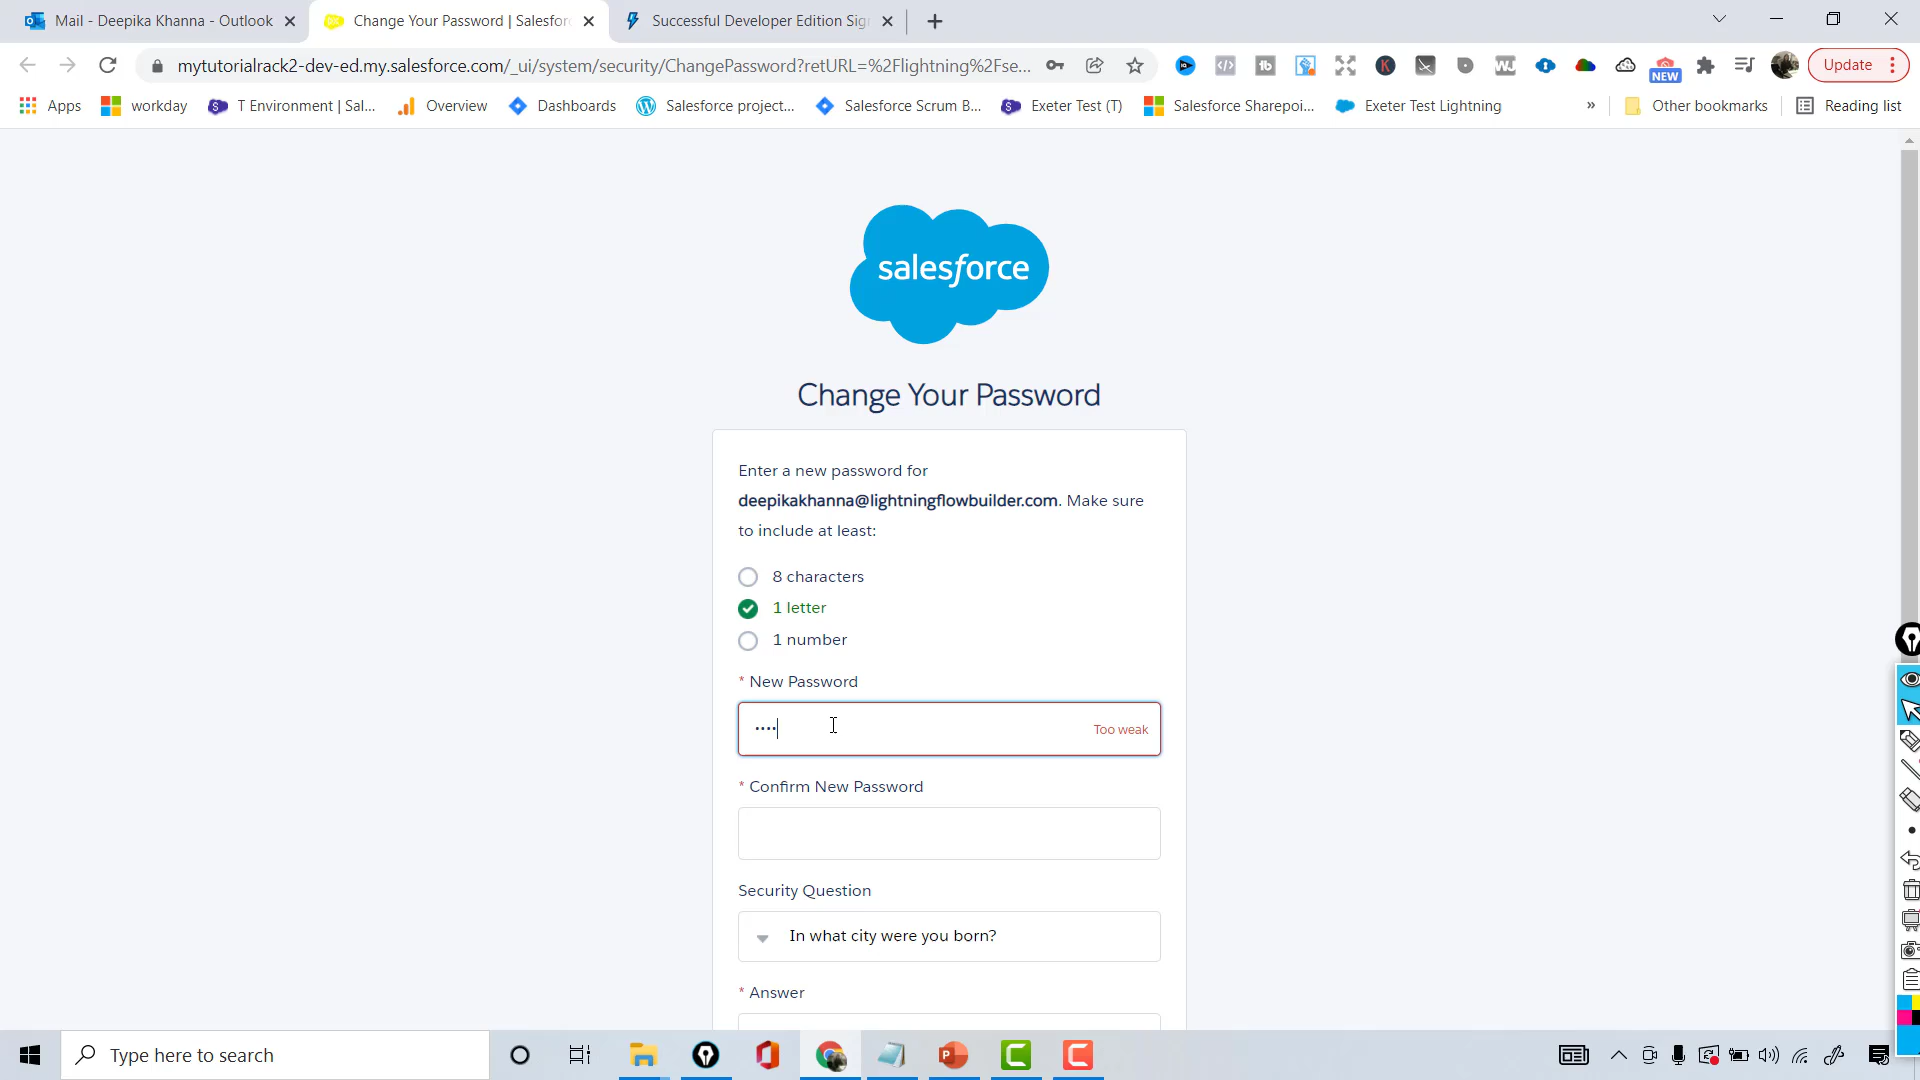 Mail - Deepika Khanna - Outlook
Change Your Password | Salesfor
Successful Developer Edition Sig
mytutorialrack2-dev-ed.my.salesforce.com/_ui/system/security/ChangePassword?retURL=%2Flightning%2Fse...
NEW
Update
Apps
workday
T Environment | Sal...
Overview
Dashboards
Salesforce project...
Salesforce Scrum B...
Exeter Test (T)
Salesforce Sharepoi...
Exeter Test Lightning
»
Other bookmarks
Reading list
salesforce
Change Your Password
Enter a new password for
deepikakhanna@lightningflowbuilder.com. Make sure
to include at least:
8 characters
1 letter
1 number
* New Password
••••
Too weak
* Confirm New Password
Security Question
In what city were you born?
* Answer
Type here to search